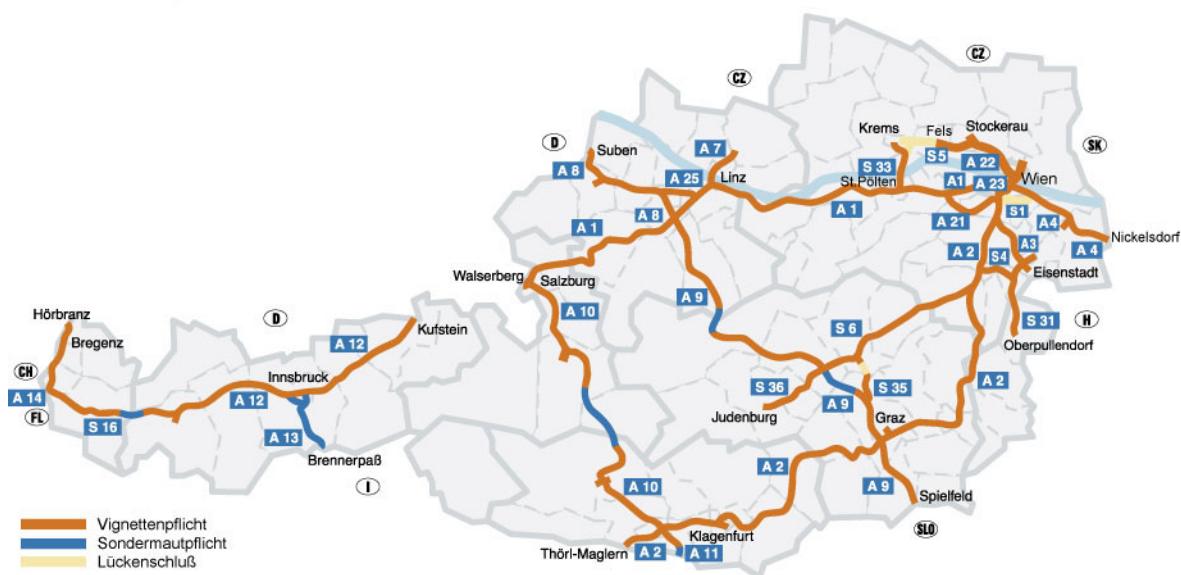 CZ
CZ
Krems
Fels
Stockerau
D
Suben
A 7
SK
A 8
S 33
S 5
A 22
A 25
Linz
St.Pölten
A1
A 23
Wien
A 8
A 1
A 1
A 21
S1
A4
Nickelsdorf
A 2
S4
A3
A 4
Eisenstadt
Walserberg
Salzburg
A 10
A 9
Hörbranz
D
S 6
S 31
H
Bregenz
A 12
Kufstein
Oberpullendorf
CH
Innsbruck
A 14
A 12
S 36
S 35
A 2
FL
S 16
Judenburg
A 9
Graz
A 13
Brennerpaß
A 2
I
A 10
A 9
Spielfeld
SLO
Klagenfurt
Thörl-Maglern
A 2
A 11
Vignettenpflicht
Sondermautpflicht
Lückenschluß